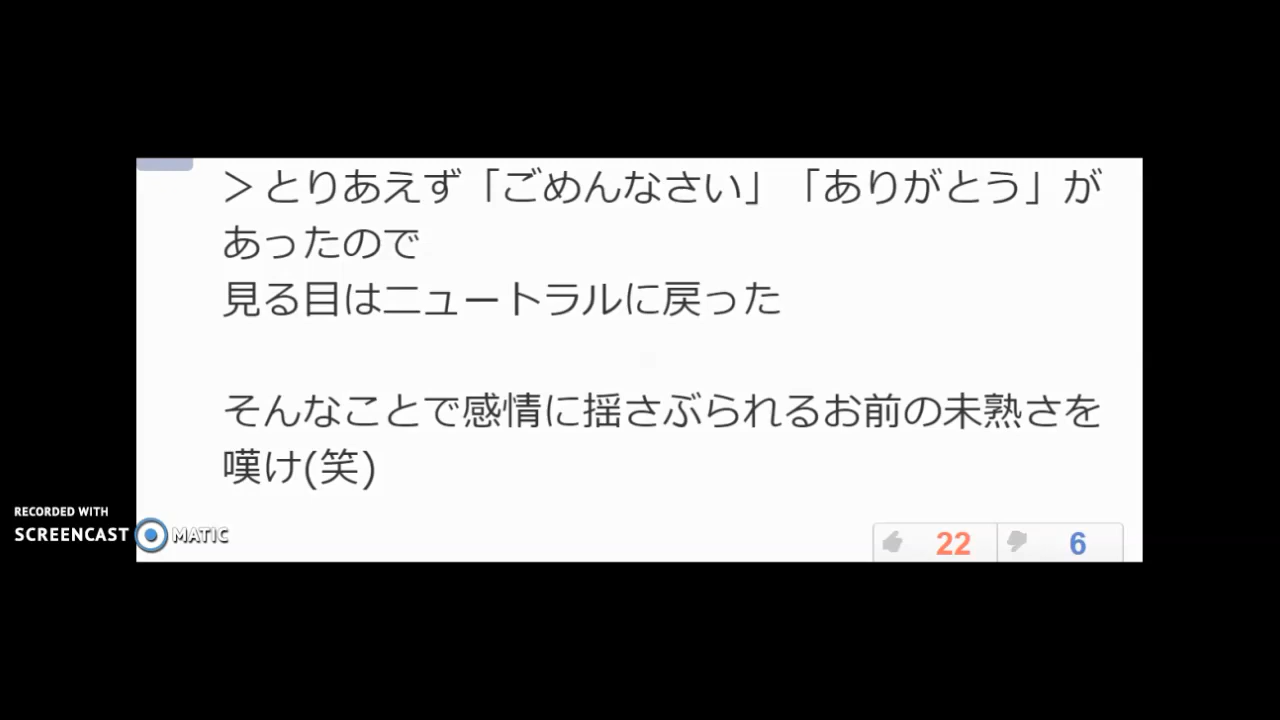 ＞とりあえず「ごめんなさい」「ありがとう」が
あったので
見る目はニュートラルに戻った
そんなことで感情に揺さぶられるお前の未熟さを
嘆け(笑)
RECORDED WITH
SCREENCAST MATIC
22
6